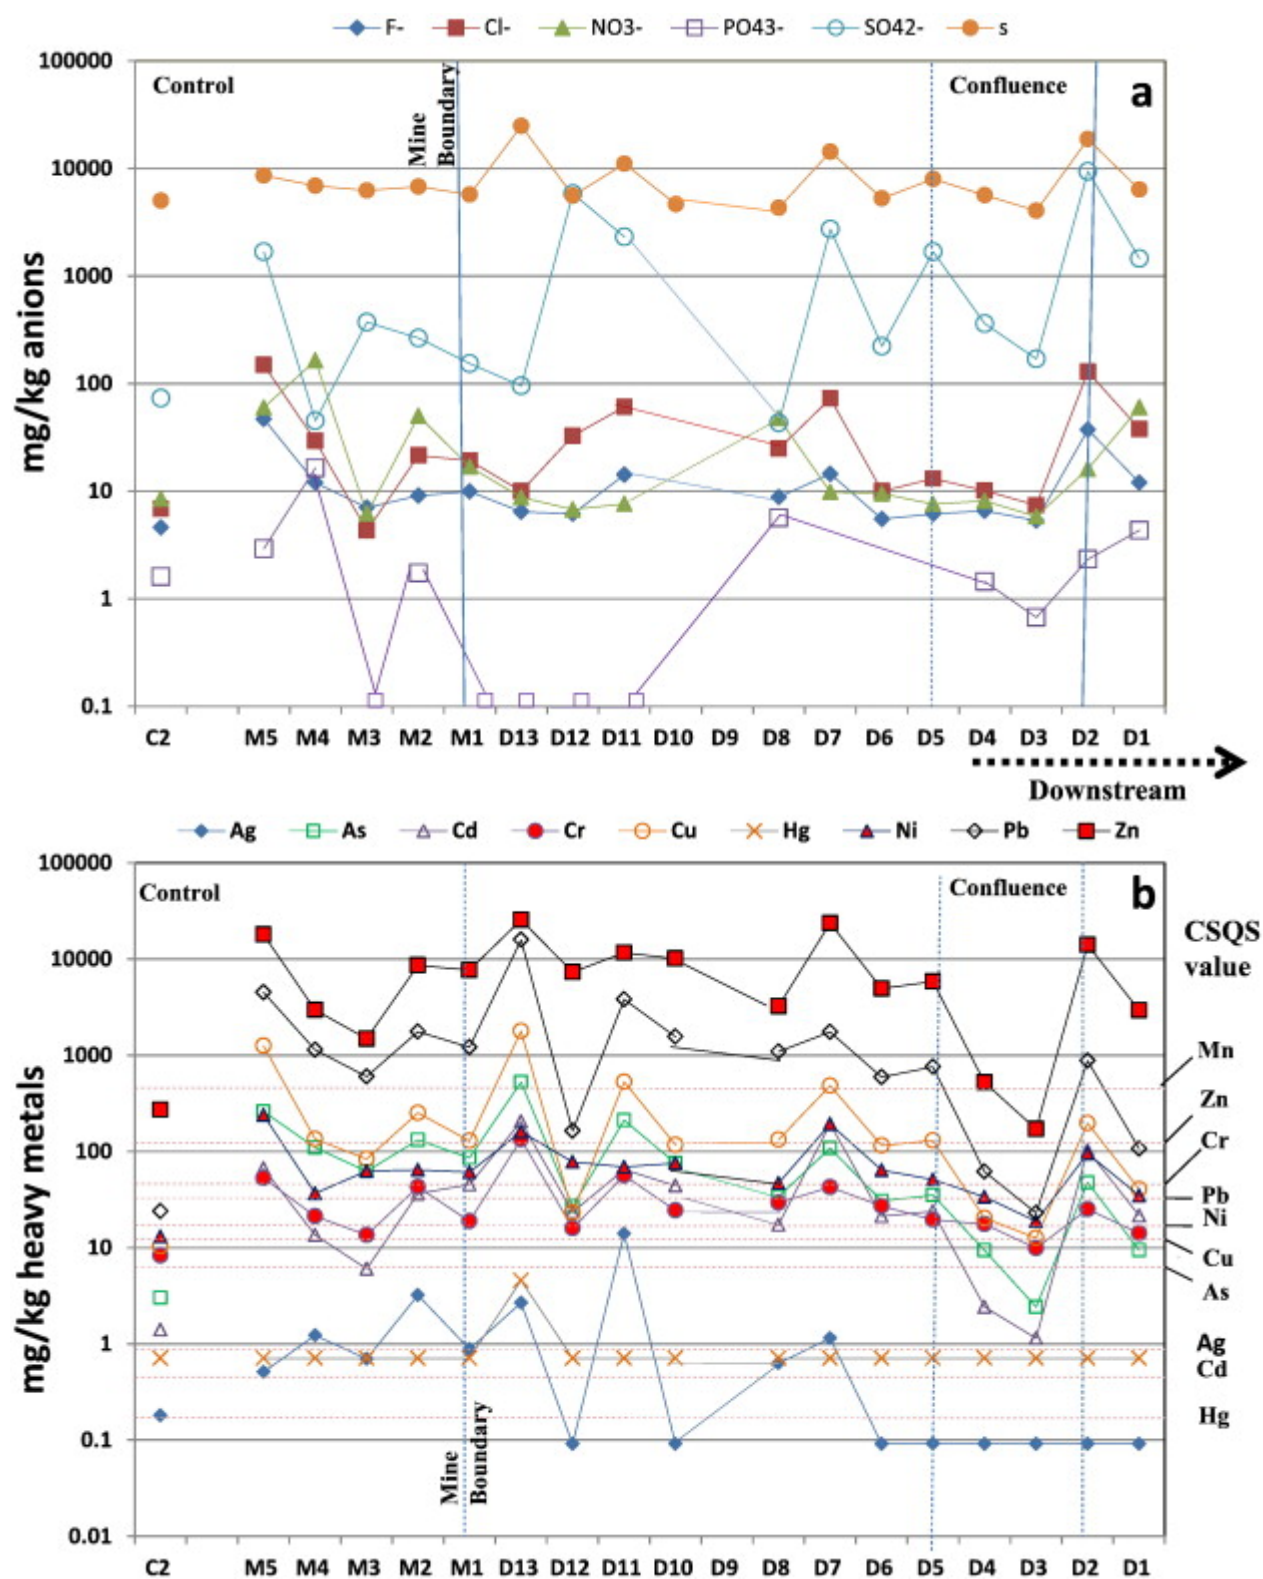 F- Cl- NO3- PO43- SO42- s
mg/kg anions
100000
10000
1000
100
10
1
0.1
Control
Mine
Boundary
Confluence
a
C2 M5 M4 M3 M2 M1 D13 D12 D11 D10 D9 D8 D7 D6 D5 D4 D3 D2 D1
Downstream
Ag As Cd Cr Cu Hg Ni Pb Zn
mg/kg heavy metals
100000
10000
1000
100
10
1
0.1
0.01
Control
Mine
Boundary
Confluence
b
CSQS
value
Mn
Zn
Cr
Pb
Ni
Cu
As
Ag
Cd
Hg
C2 M5 M4 M3 M2 M1 D13 D12 D11 D10 D9 D8 D7 D6 D5 D4 D3 D2 D1